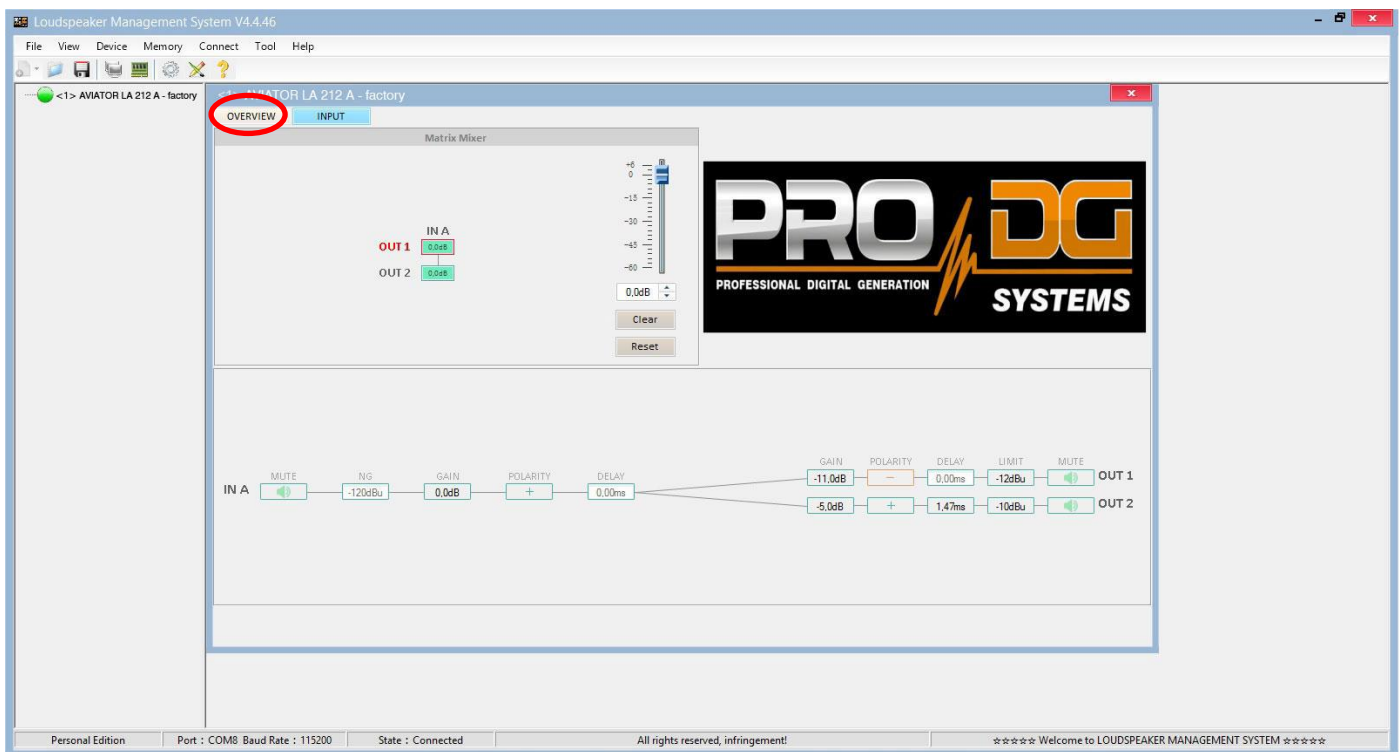 Loudspeaker Management System V4.4.46
File View Device Memory Connect Tool Help
<1> AVIATOR LA 212 A - factory
<1> AVIATOR LA 212 A - factory
OVERVIEW INPUT
Matrix Mixer
+6
0
-15
-30
-45
-60
IN A
OUT 1 0,0dB
OUT 2 0,0dB
0,0dB
Clear
Reset
PRO DG
PROFESSIONAL DIGITAL GENERATION
SYSTEMS
GAIN POLARITY DELAY LIMIT MUTE
-11,0dB − 0,00ms -12dBu OUT 1
MUTE NG GAIN POLARITY DELAY
IN A -120dBu 0,0dB + 0,00ms
-5,0dB + 1,47ms -10dBu OUT 2
Personal Edition Port : COM8 Baud Rate : 115200 State : Connected All rights reserved, infringement! ☆☆☆☆☆ Welcome to LOUDSPEAKER MANAGEMENT SYSTEM ☆☆☆☆☆